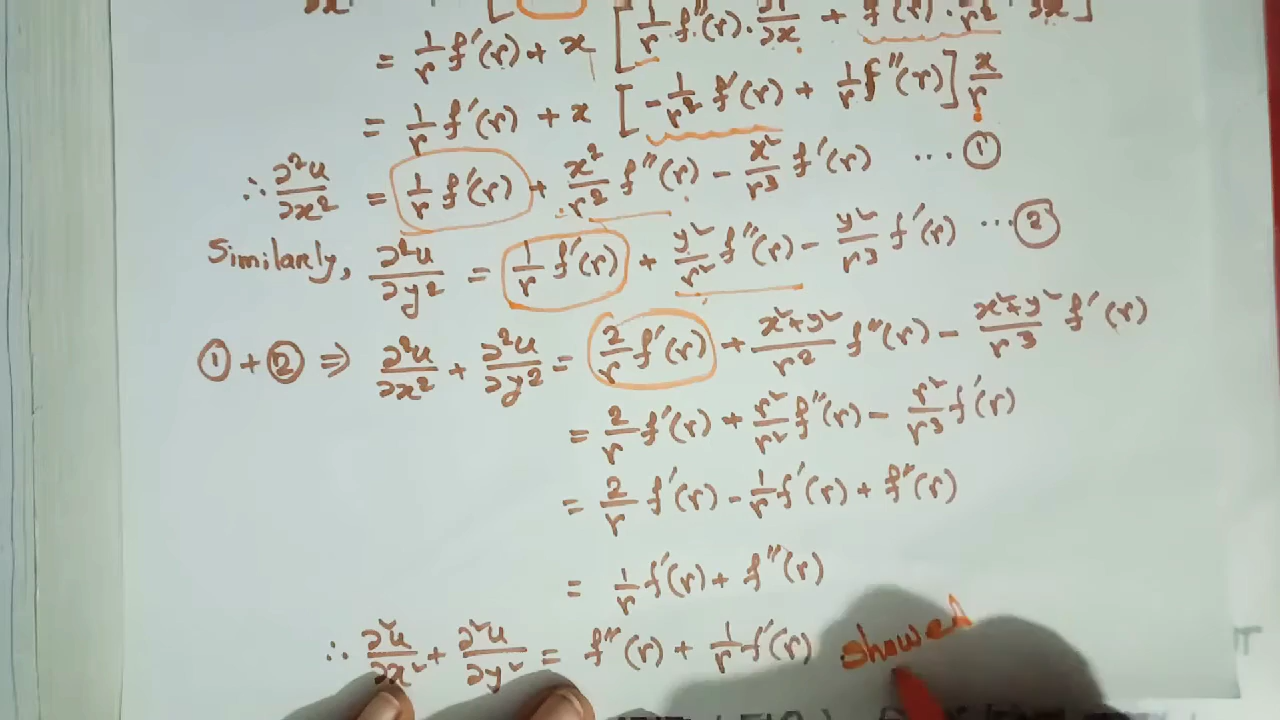 = 1/r f'(r) + x [ 1/r f''(r) · ∂r/∂x + f'(r) ·
= 1/r f'(r) + x [ -1/r² f'(r) + 1/r f''(r) ] x/r
∴ ∂²u/∂x² = 1/r f'(r) + x²/r² f''(r) - x²/r³ f'(r) ... ①
Similarly, ∂²u/∂y² = 1/r f'(r) + y²/r² f''(r) - y²/r³ f'(r) ... ②
① + ② ⇒ ∂²u/∂x² + ∂²u/∂y² = 2/r f'(r) + x²+y²/r² f''(r) - x²+y²/r³ f'(r)
= 2/r f'(r) + r²/r² f''(r) - r²/r³ f'(r)
= 2/r f'(r) - 1/r f'(r) + f''(r)
= 1/r f'(r) + f''(r)
∴ ∂²u/∂x² + ∂²u/∂y² = f''(r) + 1/r f'(r) showed